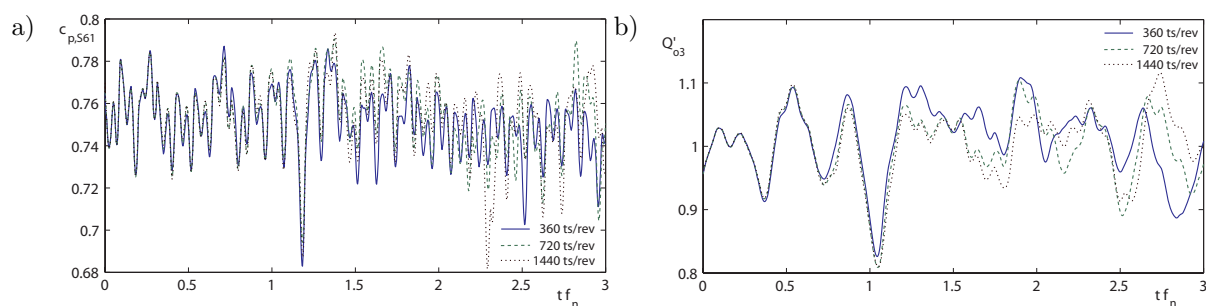 a)
c p,S61
0.78
0.76
0.74
0.72
0.7
0.68
360 ts/rev
720 ts/rev
1440 ts/rev
0 0.5 1 1.5 2 2.5 3
t f n
b)
Q' o3
360 ts/rev
720 ts/rev
1440 ts/rev
1.1
1
0.9
0.8
0 0.5 1 1.5 2 2.5 3
t f n